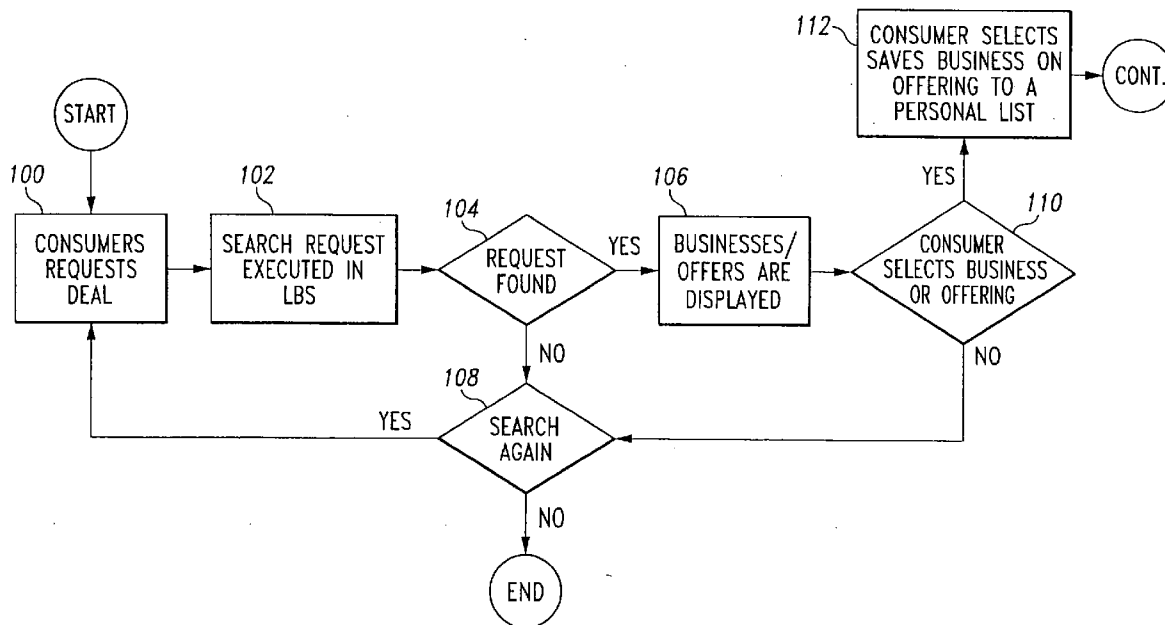 START
100
CONSUMERS
REQUESTS
DEAL
102
SEARCH REQUEST
EXECUTED IN
LBS
104
REQUEST
FOUND
YES
NO
106
BUSINESSES/
OFFERS ARE
DISPLAYED
110
CONSUMER
SELECTS BUSINESS
OR OFFERING
YES
NO
112
CONSUMER SELECTS
SAVES BUSINESS ON
OFFERING TO A
PERSONAL LIST
CONT.
108
SEARCH
AGAIN
YES
NO
END